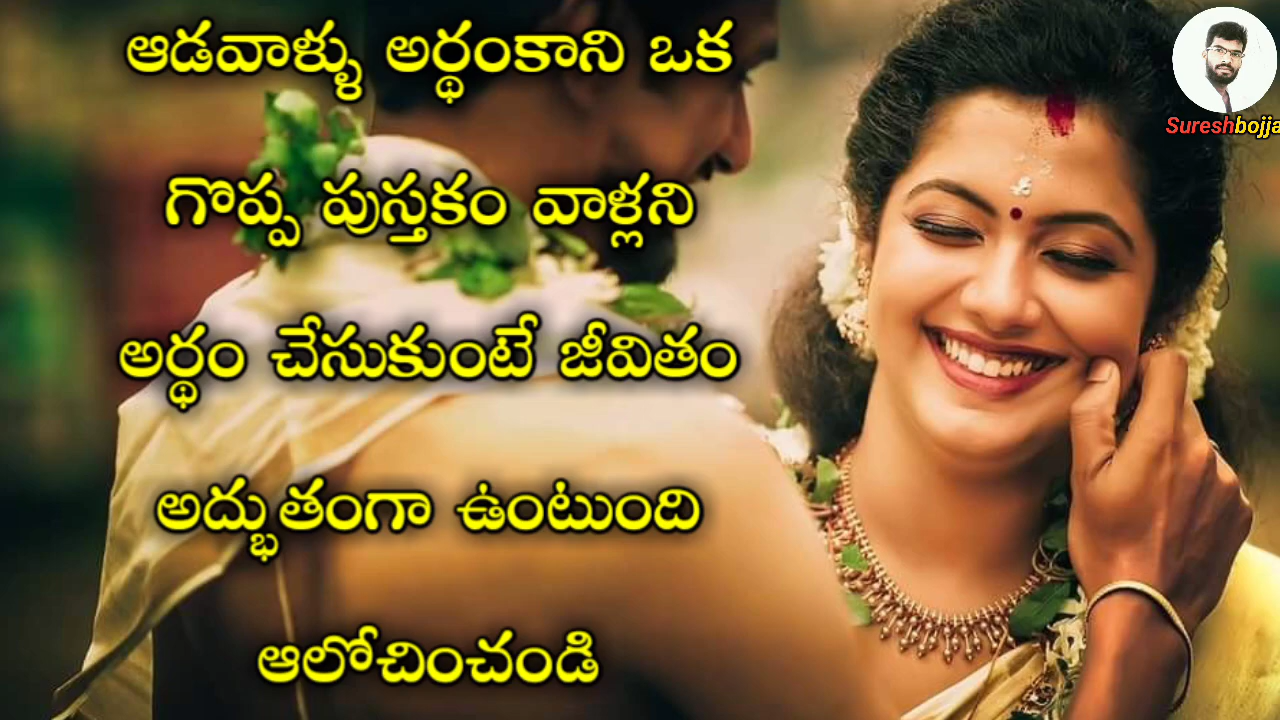 ఆడవాళ్ళు అర్థంకాని ఒక
గొప్ప పుస్తకం వాళ్లని
అర్థం చేసుకుంటే జీవితం
అద్భుతంగా ఉంటుంది
ఆలోచించండి
Sureshbojja